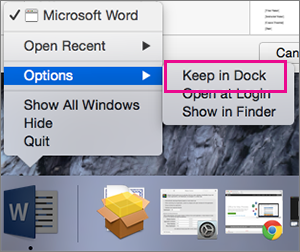 ✓ Microsoft Word
Open Recent
Options
Show All Windows
Hide
Quit
Keep in Dock
Open at Login
Show in Finder
Can
W